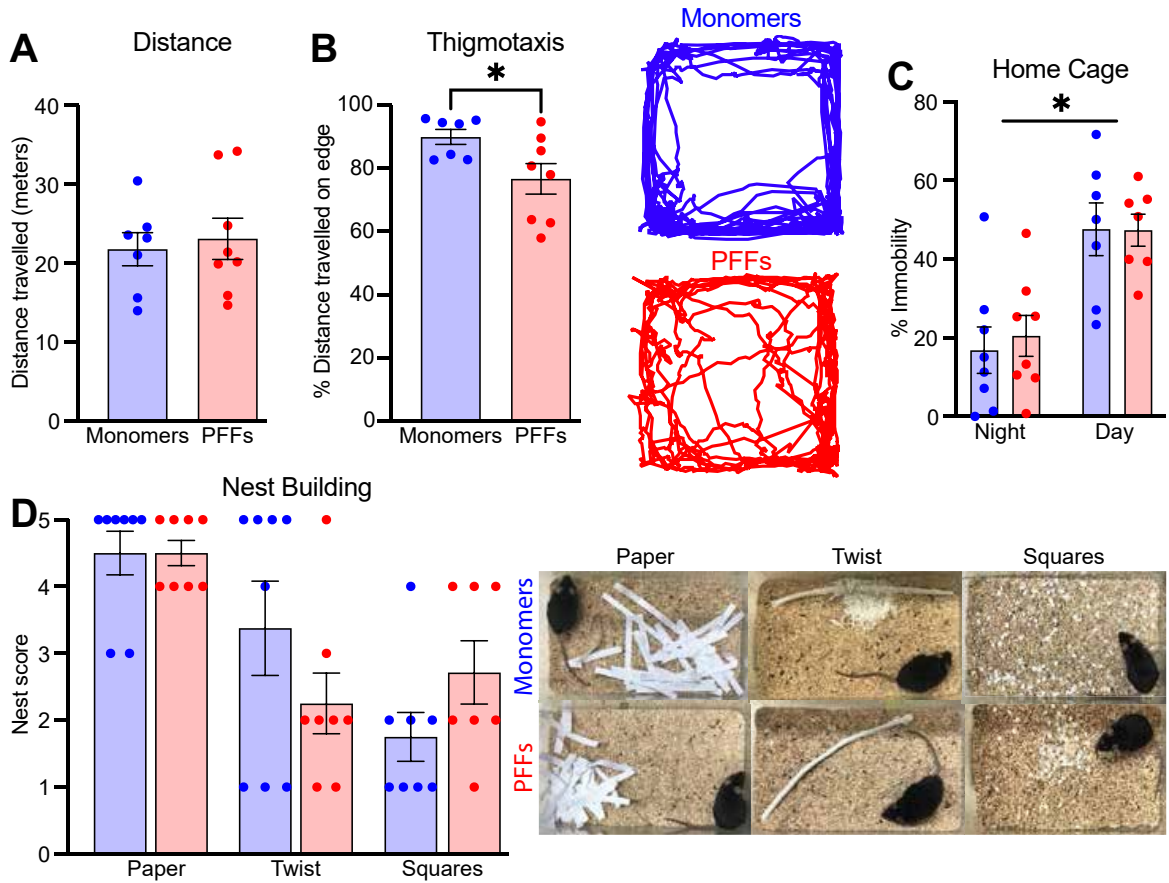 A
Distance
Distance travelled (meters)
40
30
20
10
0
Monomers
PFFs
B
Thigmotaxis
*
% Distance travelled on edge
100
80
60
40
20
0
Monomers
PFFs
Monomers
PFFs
C
Home Cage
*
% Immobility
80
60
40
20
0
Night
Day
D
Nest Building
Nest score
5
4
3
2
1
0
Paper
Twist
Squares
Paper
Twist
Squares
Monomers
PFFs